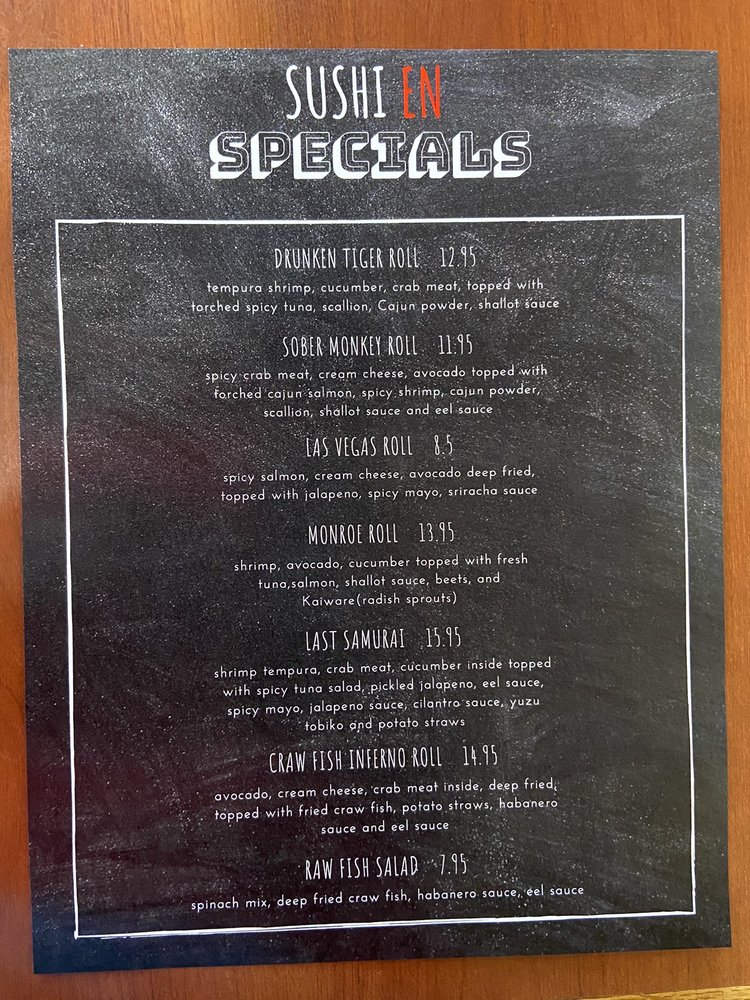 SUSHI EN
SPECIALS
DRUNKEN TIGER ROLL 12.95
tempura shrimp, cucumber, crab meat, topped with
torched spicy tuna, scallion, Cajun powder, shallot sauce
SOBER MONKEY ROLL 11.95
spicy crab meat, cream cheese, avocado topped with
torched cajun salmon, spicy shrimp, cajun powder,
scallion, shallot sauce and eel sauce
LAS VEGAS ROLL 8.5
spicy salmon, cream cheese, avocado deep fried,
topped with jalapeno, spicy mayo, sriracha sauce
MONROE ROLL 13.95
shrimp, avocado, cucumber topped with fresh
tuna,salmon, shallot sauce, beets, and
Kaiware(radish sprouts)
LAST SAMURAI 15.95
shrimp tempura, crab meat, cucumber inside topped
with spicy tuna salad, pickled jalapeno, eel sauce,
spicy mayo, jalapeno sauce, cilantro sauce, yuzu
tobiko and potato straws
CRAW FISH INFERNO ROLL 14.95
avocado, cream cheese, crab meat inside, deep fried,
topped with fried craw fish, potato straws, habanero
sauce and eel sauce
RAW FISH SALAD 7.95
spinach mix, deep fried craw fish, habanero sauce, eel sauce